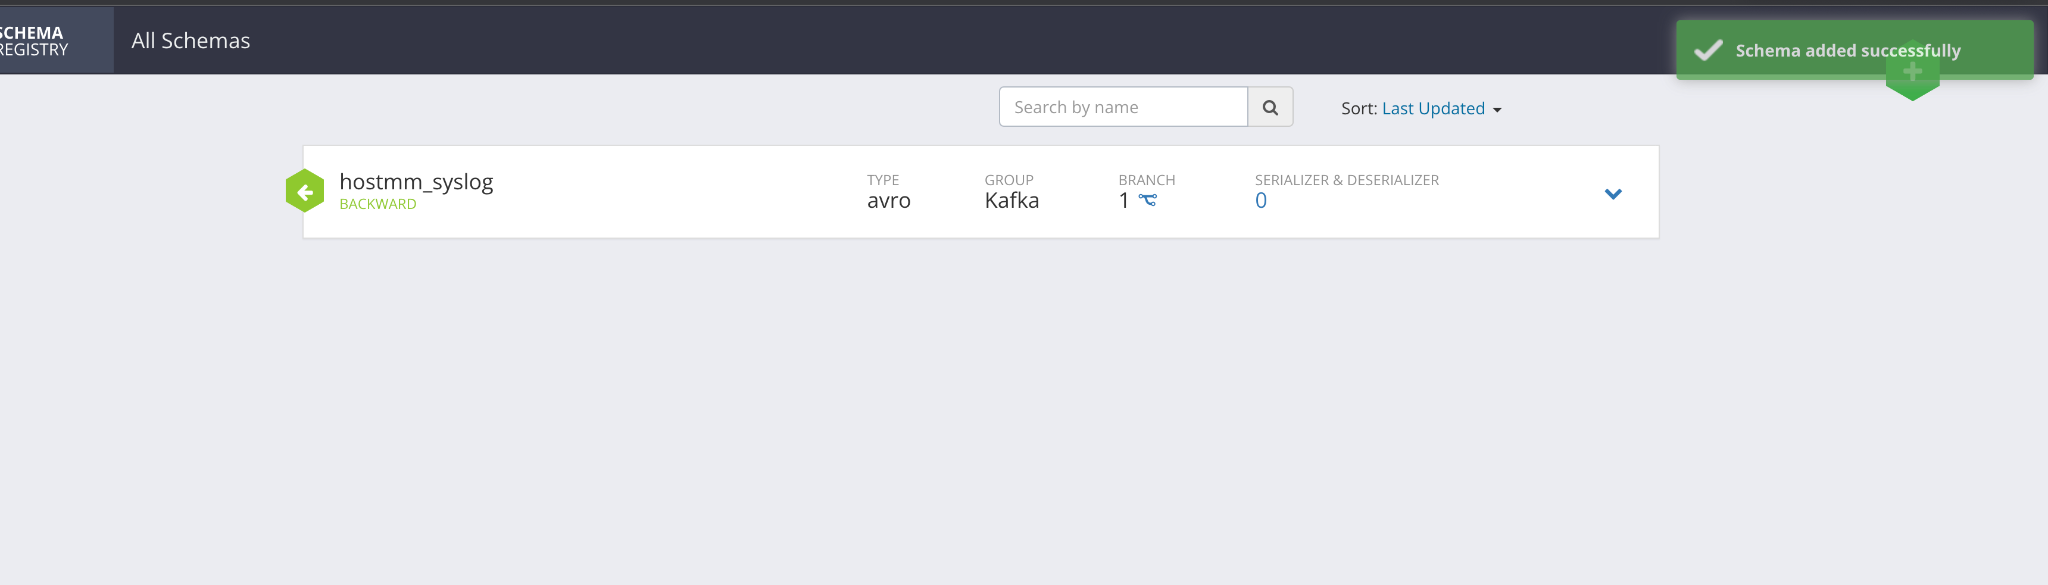 SCHEMA
REGISTRY
All Schemas
Schema added successfully
Search by name
Sort: Last Updated
hostmm_syslog
BACKWARD
TYPE
avro
GROUP
Kafka
BRANCH
1
SERIALIZER & DESERIALIZER
0